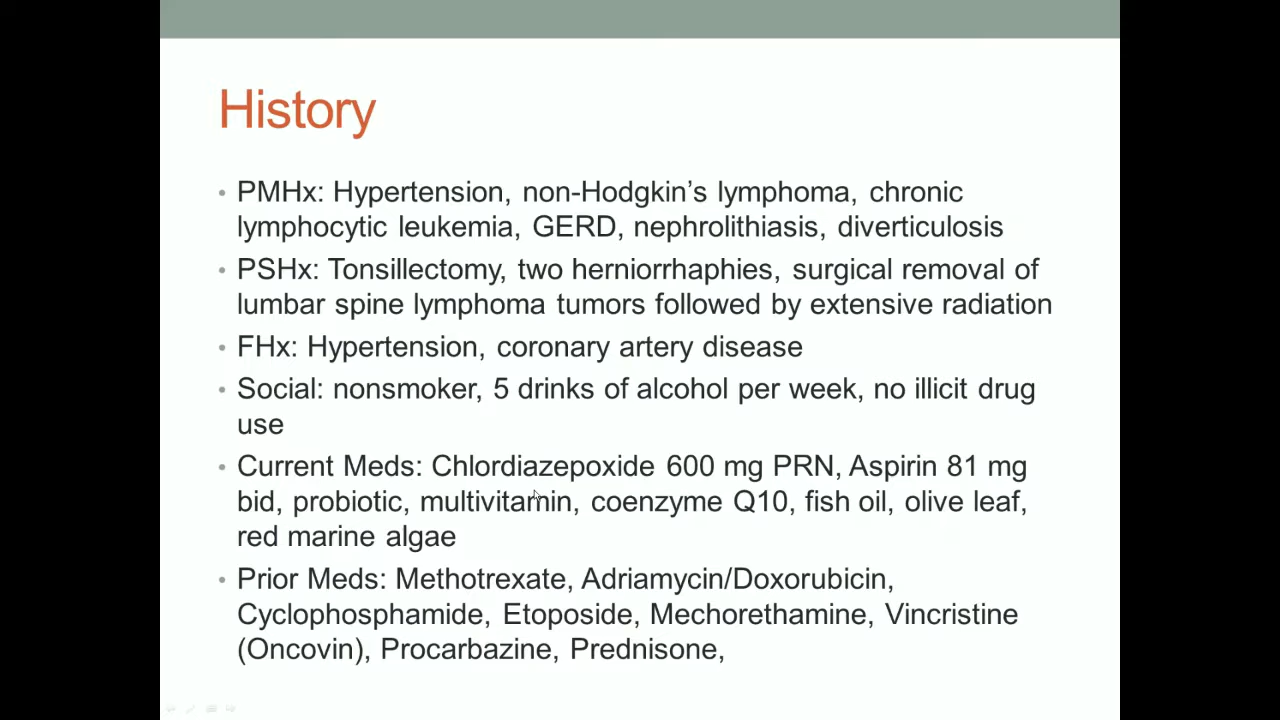 History
• PMHx: Hypertension, non-Hodgkin’s lymphoma, chronic
lymphocytic leukemia, GERD, nephrolithiasis, diverticulosis
• PSHx: Tonsillectomy, two herniorrhaphies, surgical removal of
lumbar spine lymphoma tumors followed by extensive radiation
• FHx: Hypertension, coronary artery disease
• Social: nonsmoker, 5 drinks of alcohol per week, no illicit drug
use
• Current Meds: Chlordiazepoxide 600 mg PRN, Aspirin 81 mg
bid, probiotic, multivitamin, coenzyme Q10, fish oil, olive leaf,
red marine algae
• Prior Meds: Methotrexate, Adriamycin/Doxorubicin,
Cyclophosphamide, Etoposide, Mechorethamine, Vincristine
(Oncovin), Procarbazine, Prednisone,